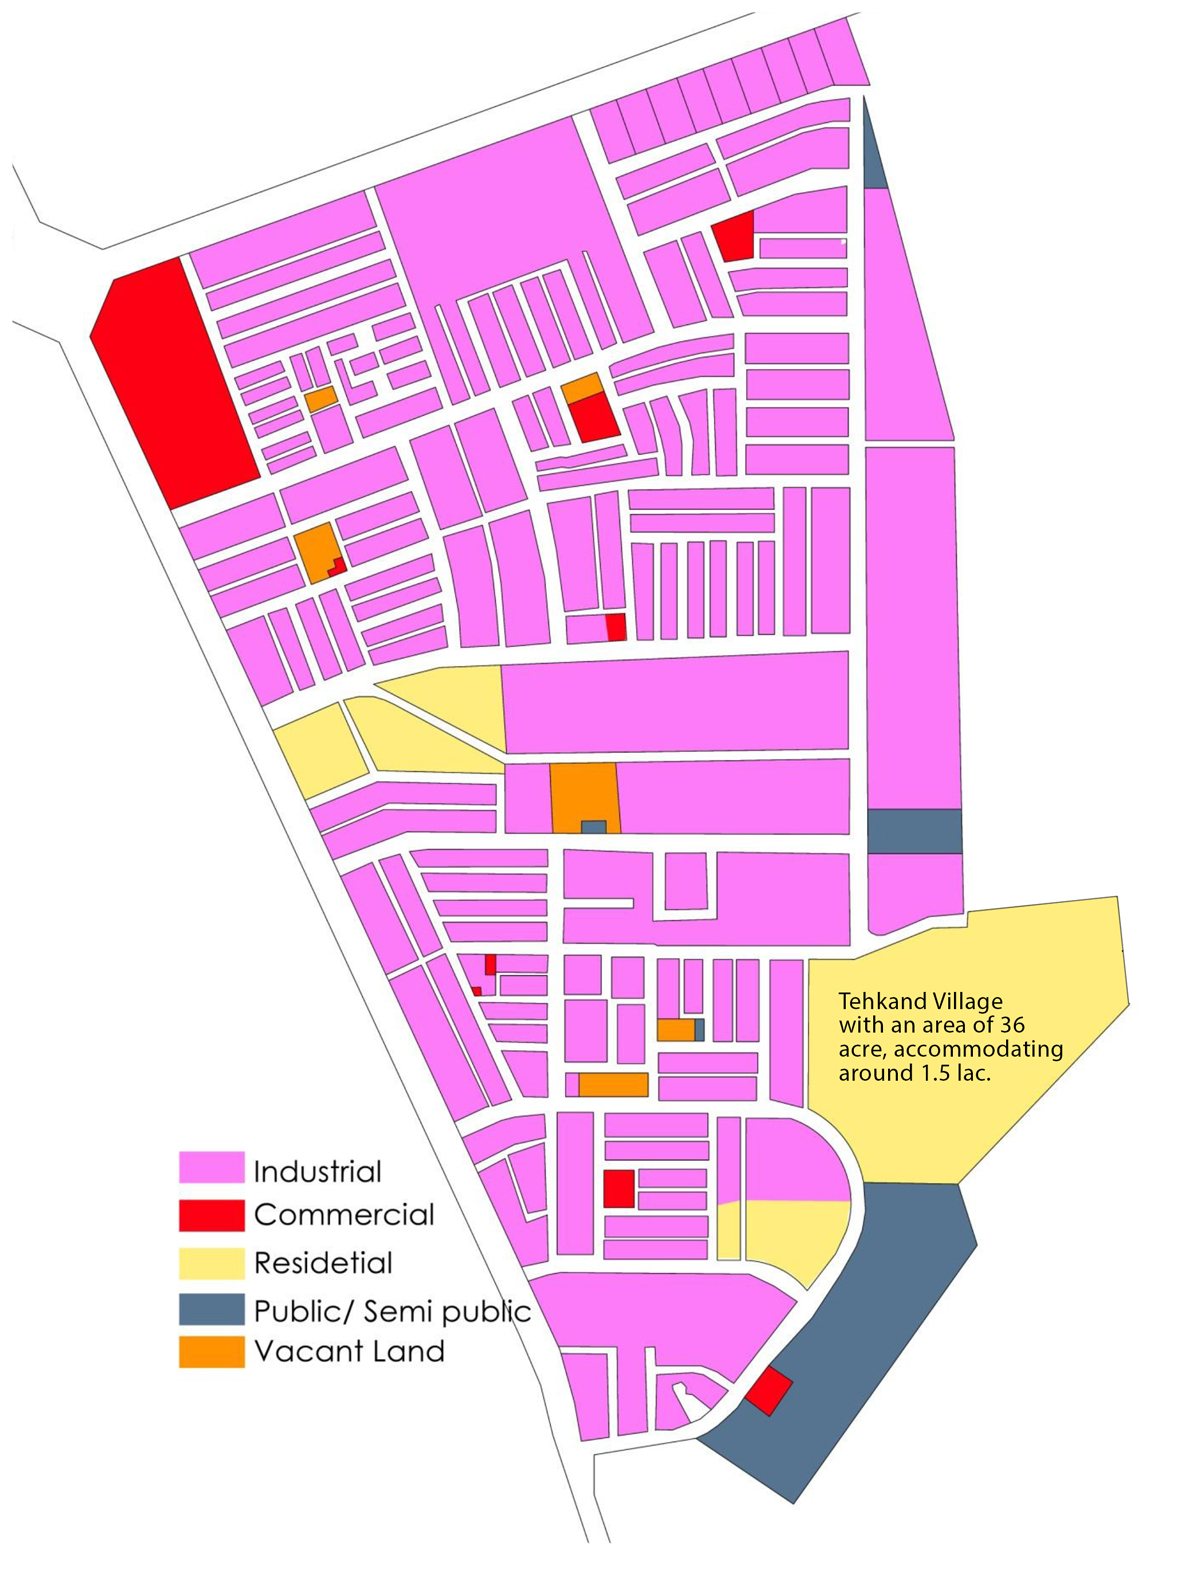 Tehkand Village
with an area of 36
acre, accommodating
around 1.5 lac.
Industrial
Commercial
Residetial
Public/ Semi public
Vacant Land